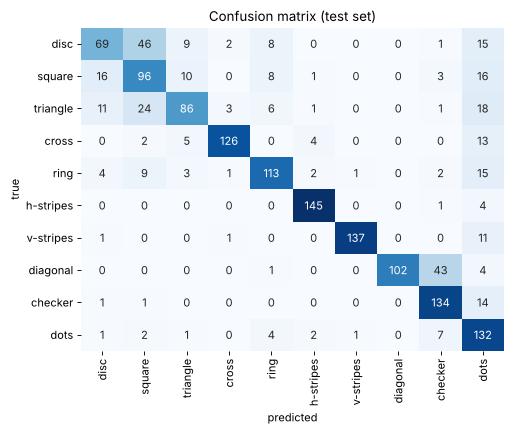 Confusion matrix (test set)
disc 69 46 9 2 8 0 0 0 1 15
square 16 96 10 0 8 1 0 0 3 16
triangle 11 24 86 3 6 1 1 0 0 18
cross 0 2 5 126 0 4 0 0 0 13
ring 4 9 3 1 113 2 1 0 2 15
h-stripes 0 0 0 0 0 145 0 0 1 4
v-stripes 1 0 0 1 0 0 137 0 0 11
diagonal 0 0 0 0 1 0 0 102 43 4
checker 1 1 0 0 0 0 0 0 134 14
dots 1 2 1 0 4 2 1 0 7 132
disc square triangle cross ring h-stripes v-stripes diagonal checker dots
predicted
true